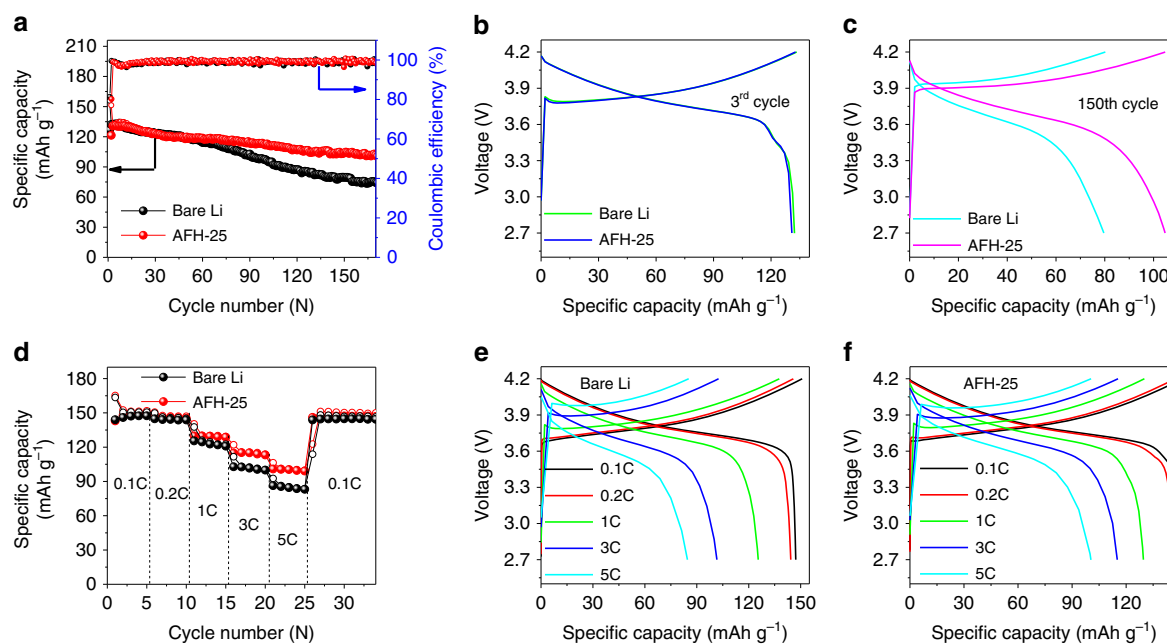 a
210
180
150
120
90
60
30
0
Specific capacity
(mAh g⁻¹)
100
80
60
40
20
0
Coulombic efficiency (%)
Bare Li
AFH-25
0 30 60 90 120 150
Cycle number (N)
b
4.2
3.9
3.6
3.3
3.0
2.7
Voltage (V)
3rd cycle
Bare Li
AFH-25
0 30 60 90 120
Specific capacity (mAh g⁻¹)
c
4.2
3.9
3.6
3.3
3.0
2.7
Voltage (V)
150th cycle
Bare Li
AFH-25
0 20 40 60 80 100
Specific capacity (mAh g⁻¹)
d
180
150
120
90
60
30
0
Specific capacity
(mAh g⁻¹)
Bare Li
AFH-25
0.1C
0.2C
1C
3C
5C
0.1C
0 5 10 15 20 25 30
Cycle number (N)
e
4.2
3.9
3.6
3.3
3.0
2.7
Voltage (V)
Bare Li
0.1C
0.2C
1C
3C
5C
0 30 60 90 120 150
Specific capacity (mAh g⁻¹)
f
4.2
3.9
3.6
3.3
3.0
2.7
Voltage (V)
AFH-25
0.1C
0.2C
1C
3C
5C
0 30 60 90 120
Specific capacity (mAh g⁻¹)